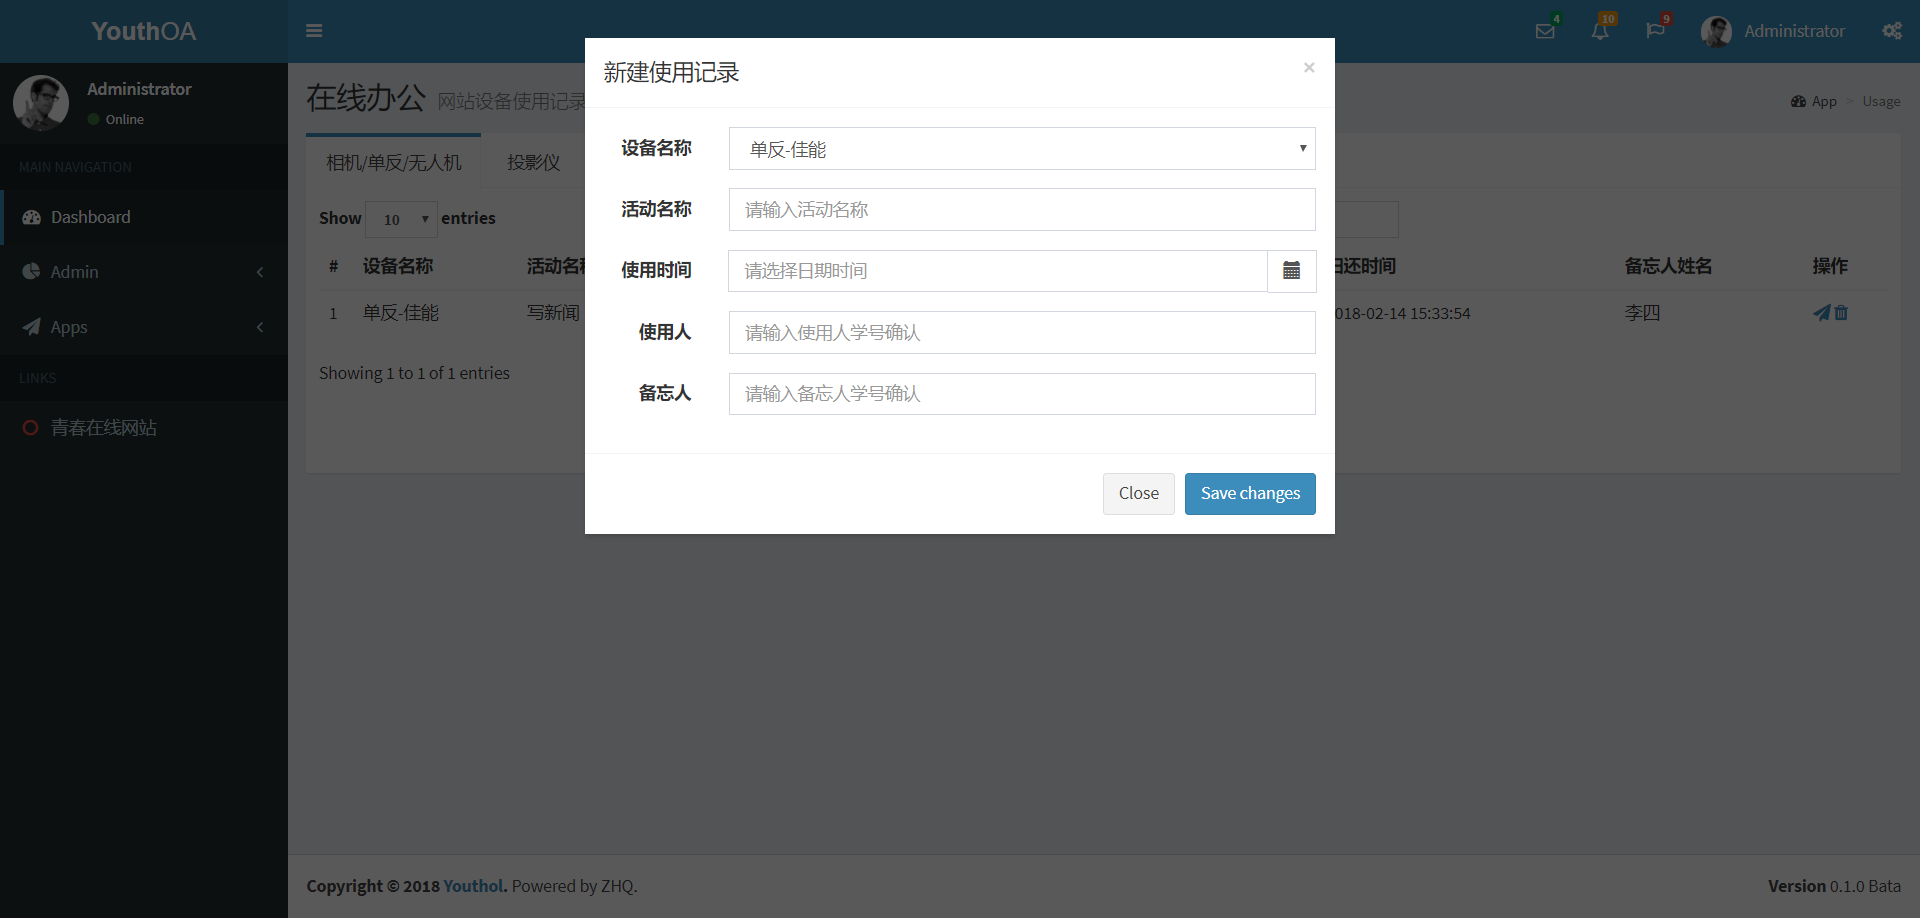 YouthOA
4
10
9
Administrator
Administrator
Online
MAIN NAVIGATION
Dashboard
Admin
Apps
LINKS
青春在线网站
在线办公 网站设备使用记录
App > Usage
相机/单反/无人机 投影仪
Show 10 entries
# 设备名称 活动名称 归还时间 备忘人姓名 操作
1 单反-佳能 写新闻 018-02-14 15:33:54 李四
Showing 1 to 1 of 1 entries
新建使用记录 ×
设备名称 单反-佳能
活动名称 请输入活动名称
使用时间 请选择日期时间
使用人 请输入使用人学号确认
备忘人 请输入备忘人学号确认
Close Save changes
Copyright © 2018 Youthol. Powered by ZHQ.
Version 0.1.0 Bata